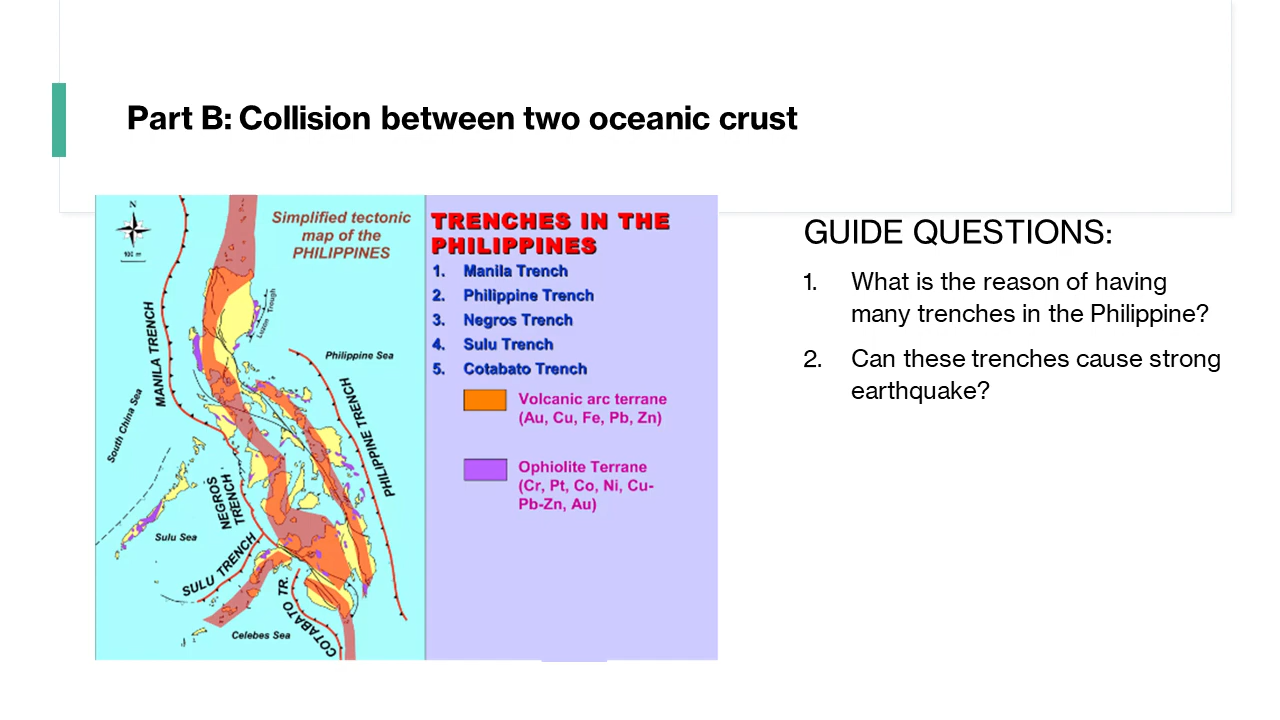 Part B: Collision between two oceanic crust
N
100 m
Simplified tectonic
map of the
PHILIPPINES
MANILA TRENCH
Luzon Trough
Philippine Sea
South China Sea
PHILIPPINE TRENCH
NEGROS
TRENCH
Sulu Sea
SULU TRENCH
COTABATO TR.
Celebes Sea
TRENCHES IN THE
PHILIPPINES
1. Manila Trench
2. Philippine Trench
3. Negros Trench
4. Sulu Trench
5. Cotabato Trench
Volcanic arc terrane
(Au, Cu, Fe, Pb, Zn)
Ophiolite Terrane
(Cr, Pt, Co, Ni, Cu-
Pb-Zn, Au)
GUIDE QUESTIONS:
1. What is the reason of having
many trenches in the Philippine?
2. Can these trenches cause strong
earthquake?